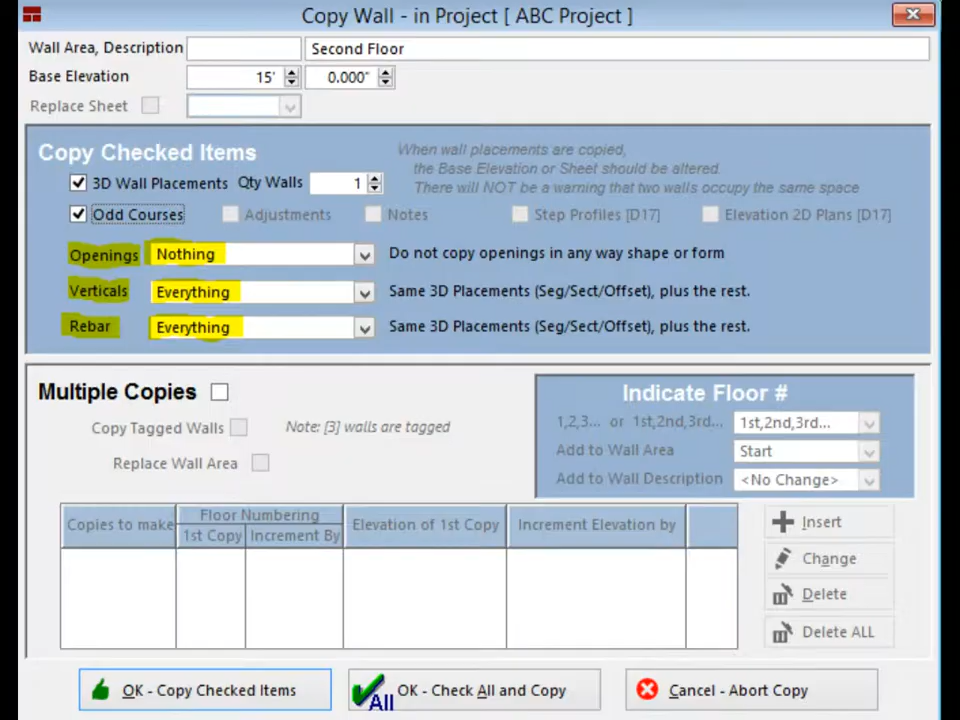 Copy Wall - in Project [ ABC Project ]
Wall Area, Description Second Floor
Base Elevation 15' 0.000"
Replace Sheet
Copy Checked Items
When wall placements are copied,
the Base Elevation or Sheet should be altered.
There will NOT be a warning that two walls occupy the same space
3D Wall Placements Qty Walls 1
Odd Courses Adjustments Notes Step Profiles [D17] Elevation 2D Plans [D17]
Openings Nothing Do not copy openings in any way shape or form
Verticals Everything Same 3D Placements (Seg/Sect/Offset), plus the rest.
Rebar Everything Same 3D Placements (Seg/Sect/Offset), plus the rest.
Multiple Copies
Copy Tagged Walls Note: [3] walls are tagged
Replace Wall Area
Indicate Floor #
1,2,3... or 1st,2nd,3rd... 1st,2nd,3rd...
Add to Wall Area Start
Add to Wall Description <No Change>
Copies to make Floor Numbering Elevation of 1st Copy Increment Elevation by
1st Copy Increment By
Insert
Change
Delete
Delete ALL
OK - Copy Checked Items
All OK - Check All and Copy
Cancel - Abort Copy